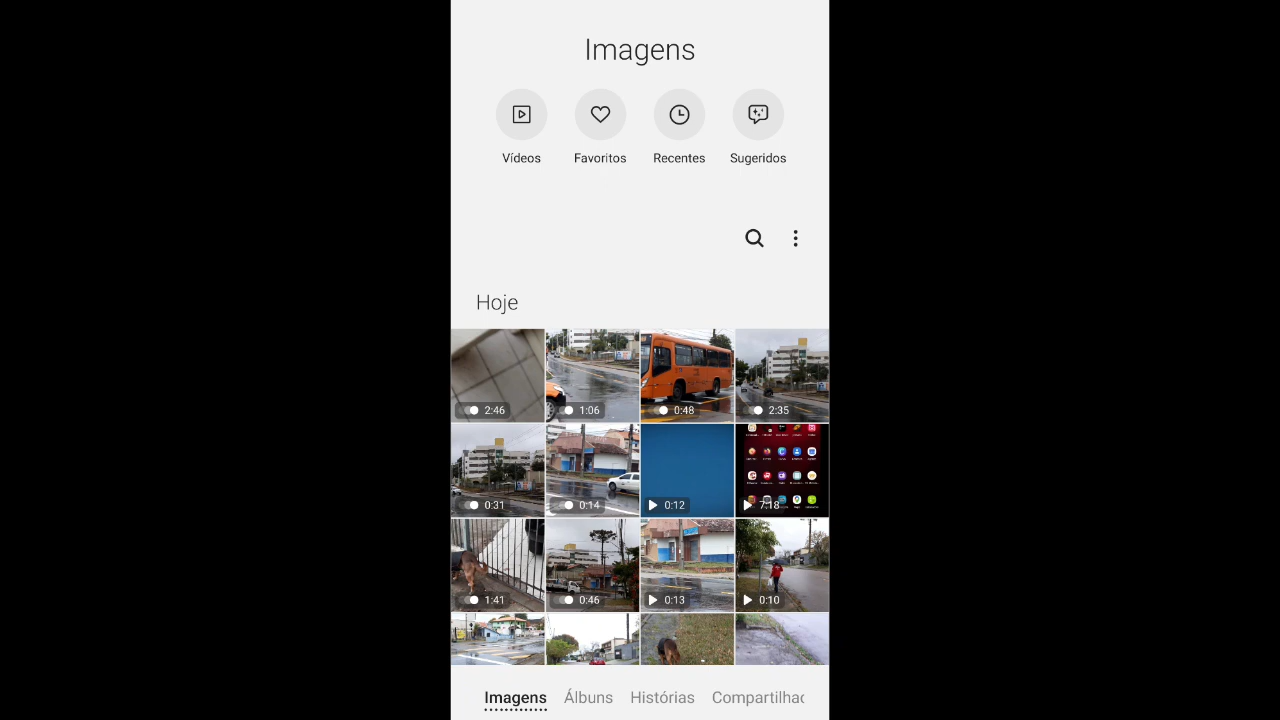 Imagens
Vídeos Favoritos Recentes Sugeridos
Hoje
2:46 1:06 0:48 2:35
0:31 0:14 0:12 7:18
1:41 0:46 0:13 0:10
Imagens Álbuns Histórias Compartilhac